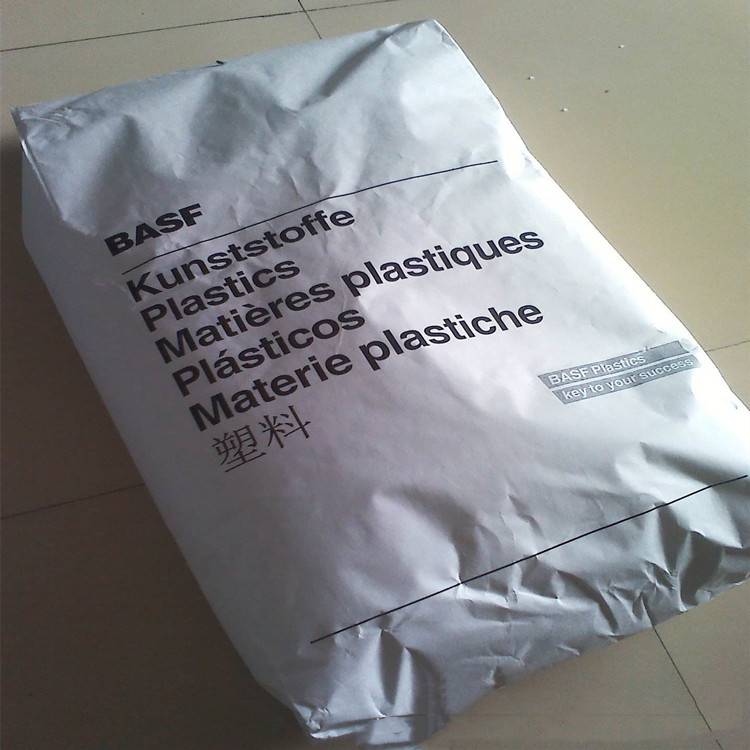 BASF
Kunststoffe
Plastics
Matières plastiques
Plásticos
Materie plastiche
塑料
BASF Plastics
key to your success